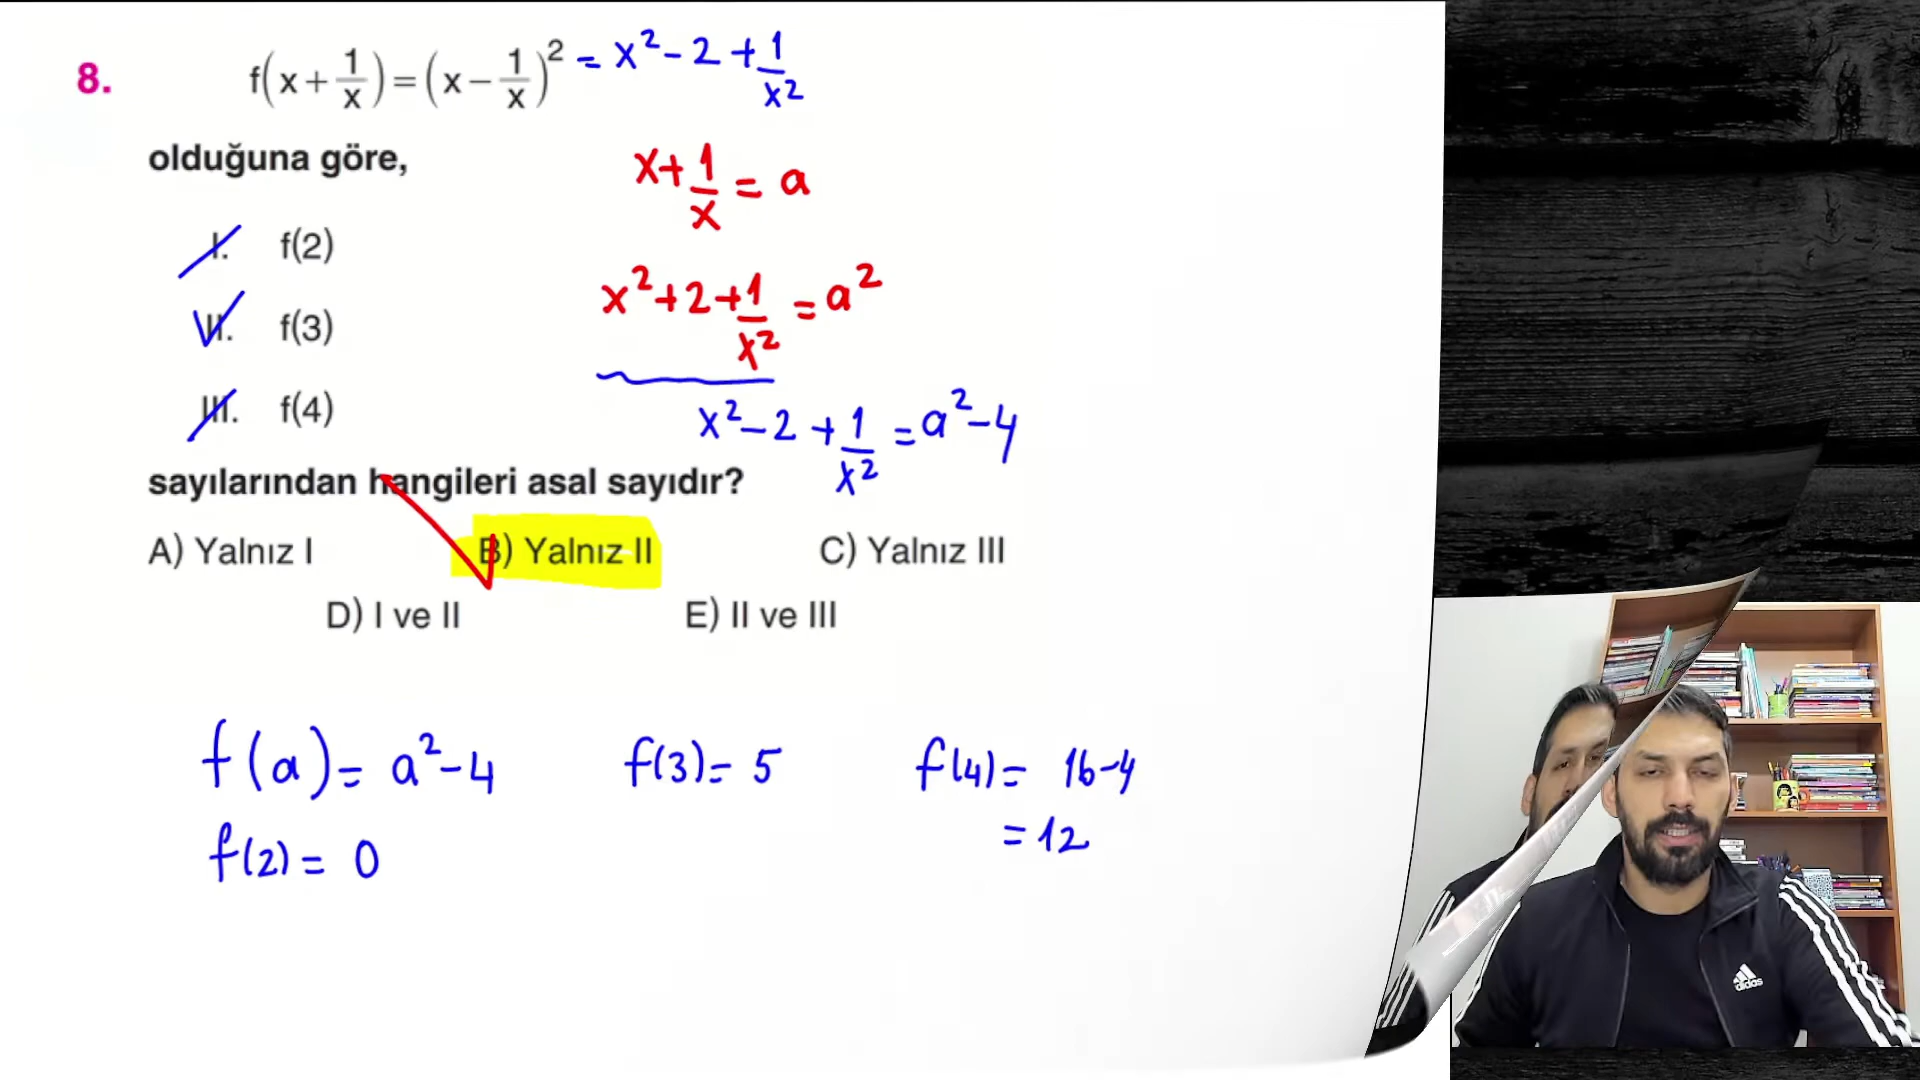 8. f(x + 1/x) = (x - 1/x)² = x² - 2 + 1/x²
olduğuna göre,
x + 1/x = a
I. f(2)
x² + 2 + 1/x² = a²
II. f(3)
III. f(4)
x² - 2 + 1/x² = a² - 4
sayılarından hangileri asal sayıdır?
A) Yalnız I B) Yalnız II C) Yalnız III
D) I ve II E) II ve III
f(a) = a² - 4 f(3) = 5 f(4) = 16 - 4
= 12
f(2) = 0
adidas